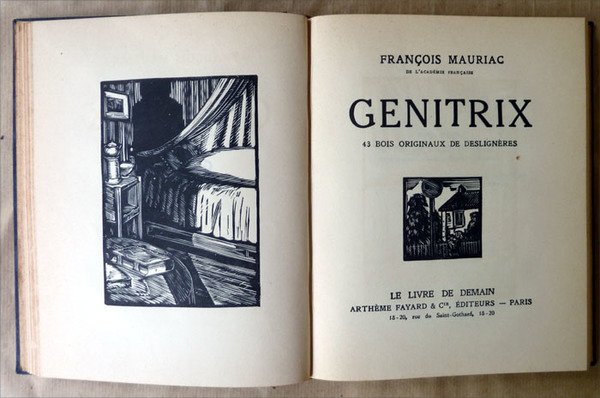 FRANÇOIS MAURIAC
DE L'ACADÉMIE FRANÇAISE
GENITRIX
43 BOIS ORIGINAUX DE DESLIGNÈRES
LE LIVRE DE DEMAIN
ARTHÈME FAYARD & Cie, ÉDITEURS — PARIS
18-20, rue du Saint-Gothard, 18-20